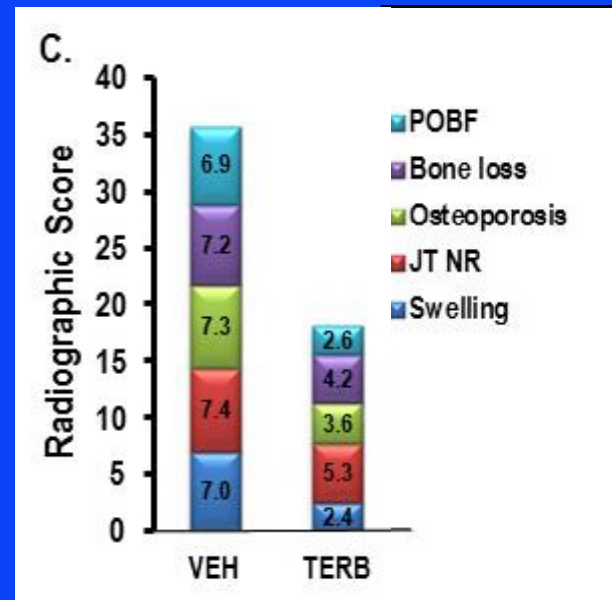 C.
Radiographic Score
40
35
30
25
20
15
10
5
0
6.9
7.2
7.3
7.4
7.0
2.6
4.2
3.6
5.3
2.4
VEH
TERB
POBF
Bone loss
Osteoporosis
JT NR
Swelling